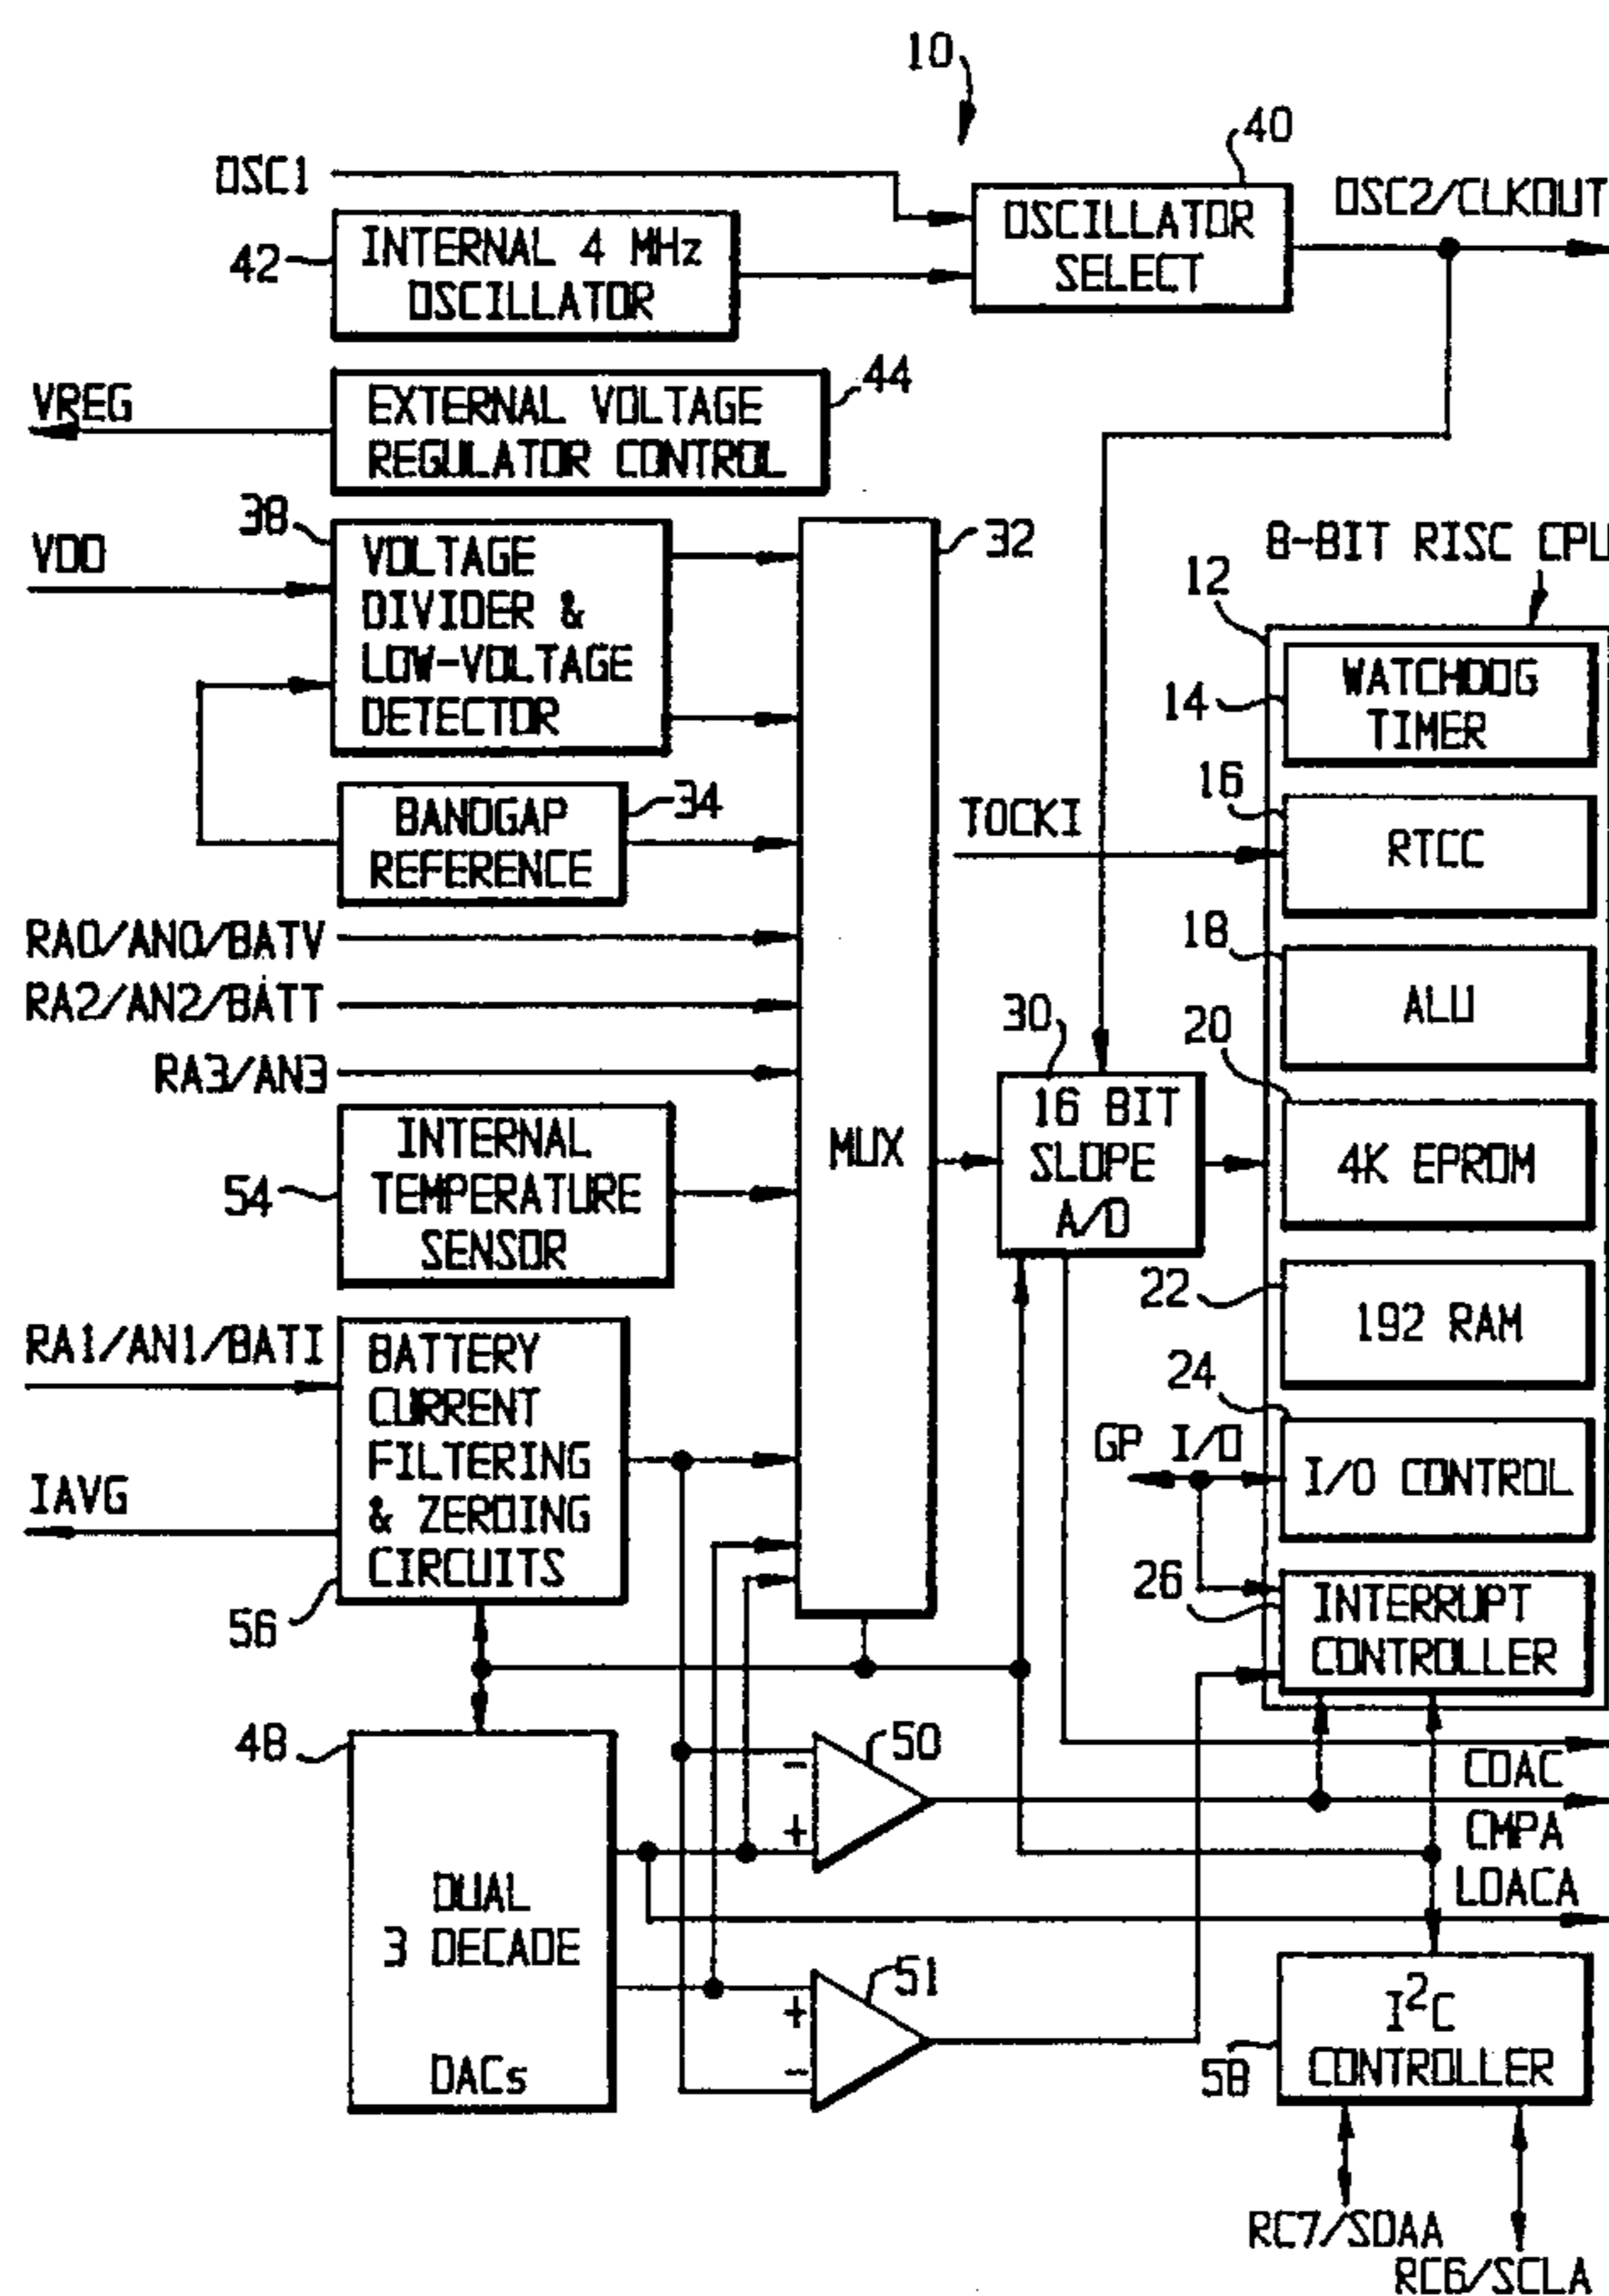 10
40
OSC1
OSCILLATOR
SELECT
OSC2/CLKOUT
42
INTERNAL 4 MHz
OSCILLATOR
VREG
EXTERNAL VOLTAGE
REGULATOR CONTROL
44
VDD
38
VOLTAGE
DIVIDER &
LOW-VOLTAGE
DETECTOR
32
8-BIT RISC CPU
12
14
WATCHDOG
TIMER
BANDGAP
REFERENCE
34
TOCKI
16
RTCC
RA0/AN0/BATV
RA2/AN2/BATT
RA3/AN3
18
ALU
30
16 BIT
SLOPE
A/D
MUX
20
4K EPROM
54
INTERNAL
TEMPERATURE
SENSOR
22
192 RAM
RA1/AN1/BATI
IAVG
BATTERY
CURRENT
FILTERING
& ZEROING
CIRCUITS
56
24
GP I/O
I/O CONTROL
26
INTERRUPT
CONTROLLER
48
DUAL
3 DECADE
DACs
50
-
+
51
+
-
CDAC
CMPA
LDACA
58
I²C
CONTROLLER
RC7/SDAA
RC6/SCLA